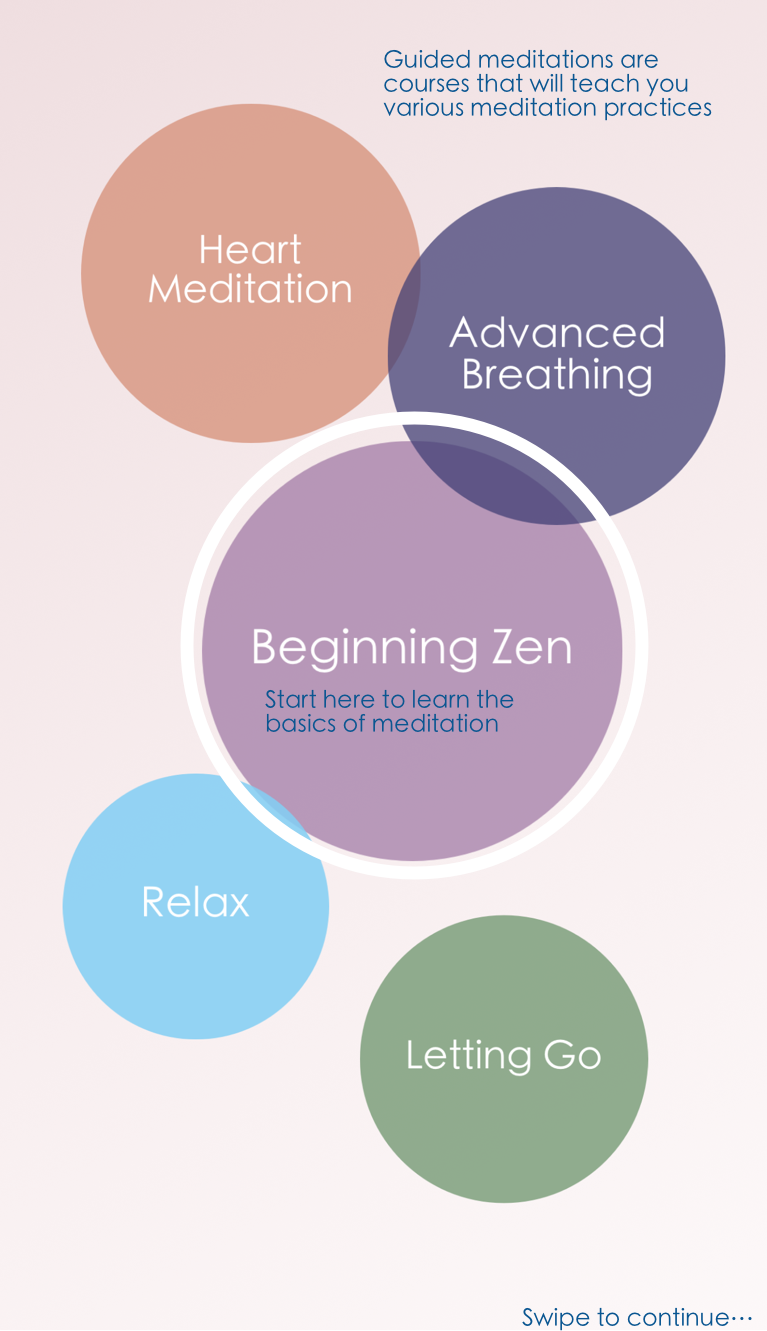 Guided meditations are
courses that will teach you
various meditation practices
Heart
Meditation
Advanced
Breathing
Beginning Zen
Start here to learn the
basics of meditation
Relax
Letting Go
Swipe to continue···